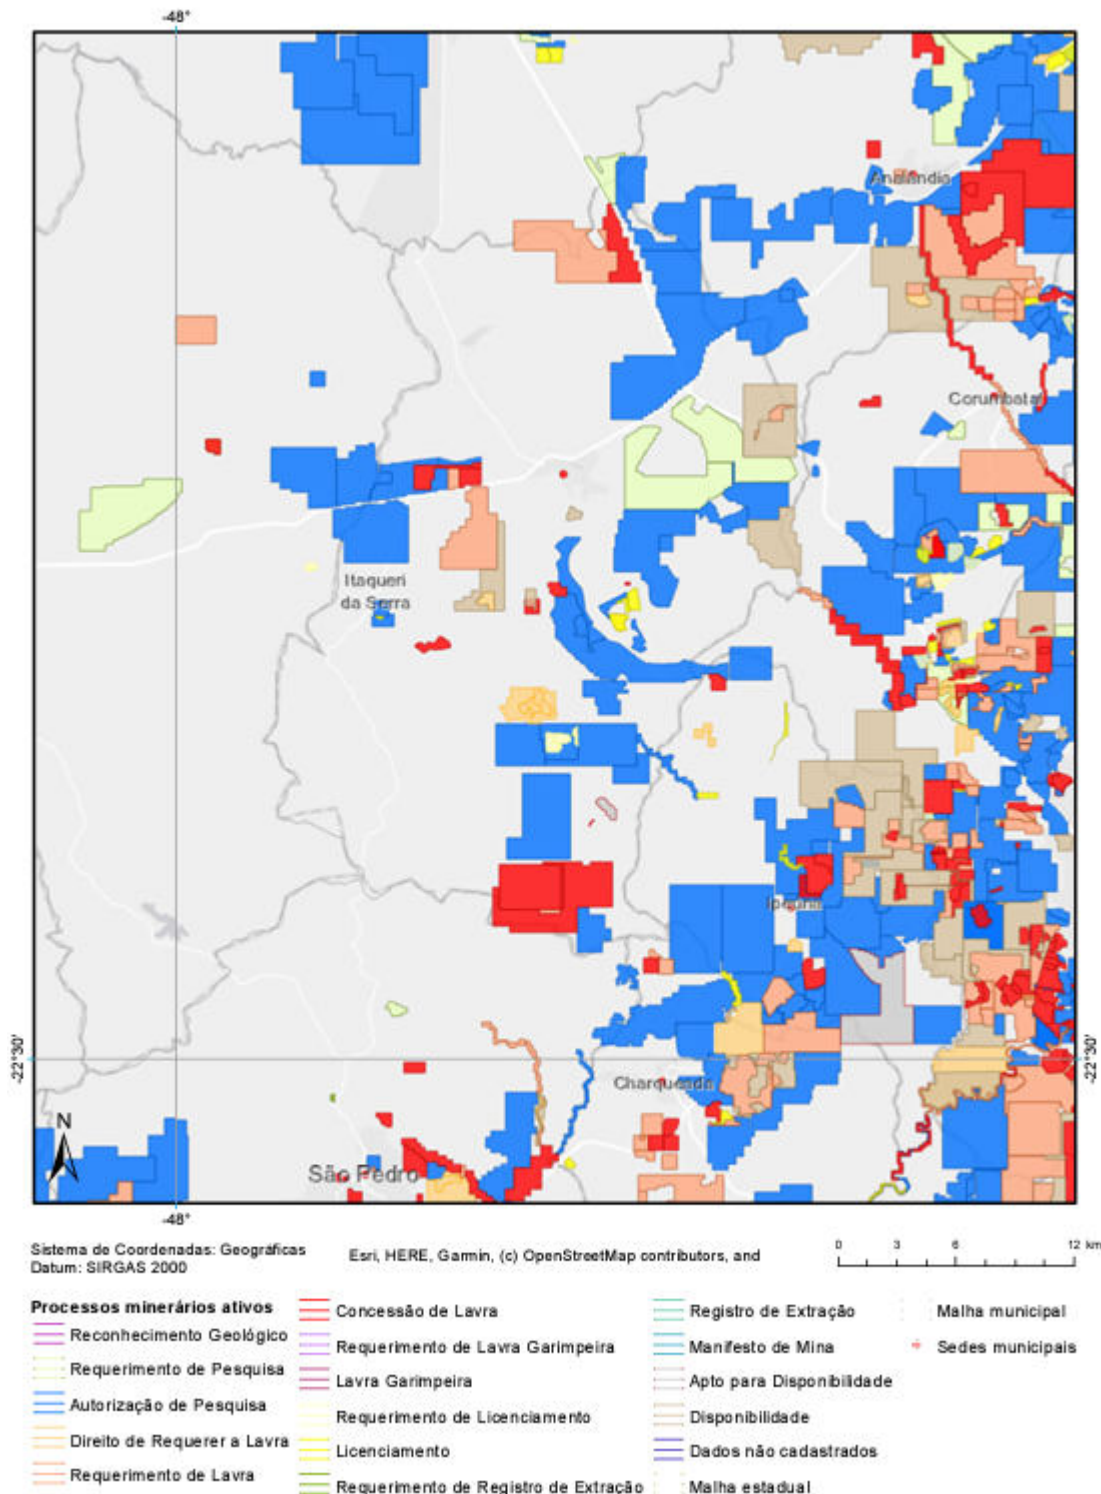 -48°
Analandia
Corumbataí
Itaqueri
da Serra
Ipeúna
-22°30'
-22°30'
Charqueada
N
São Pedro
-48°
Sistema de Coordenadas: Geográficas
Datum: SIRGAS 2000
Esri, HERE, Garmin, (c) OpenStreetMap contributors, and
0 3 6 12 km
Processos minerários ativos
Reconhecimento Geológico
Requerimento de Pesquisa
Autorização de Pesquisa
Direito de Requerer a Lavra
Requerimento de Lavra
Concessão de Lavra
Requerimento de Lavra Garimpeira
Lavra Garimpeira
Requerimento de Licenciamento
Licenciamento
Requerimento de Registro de Extração
Registro de Extração
Manifesto de Mina
Apto para Disponibilidade
Disponibilidade
Dados não cadastrados
Malha estadual
Malha municipal
Sedes municipais